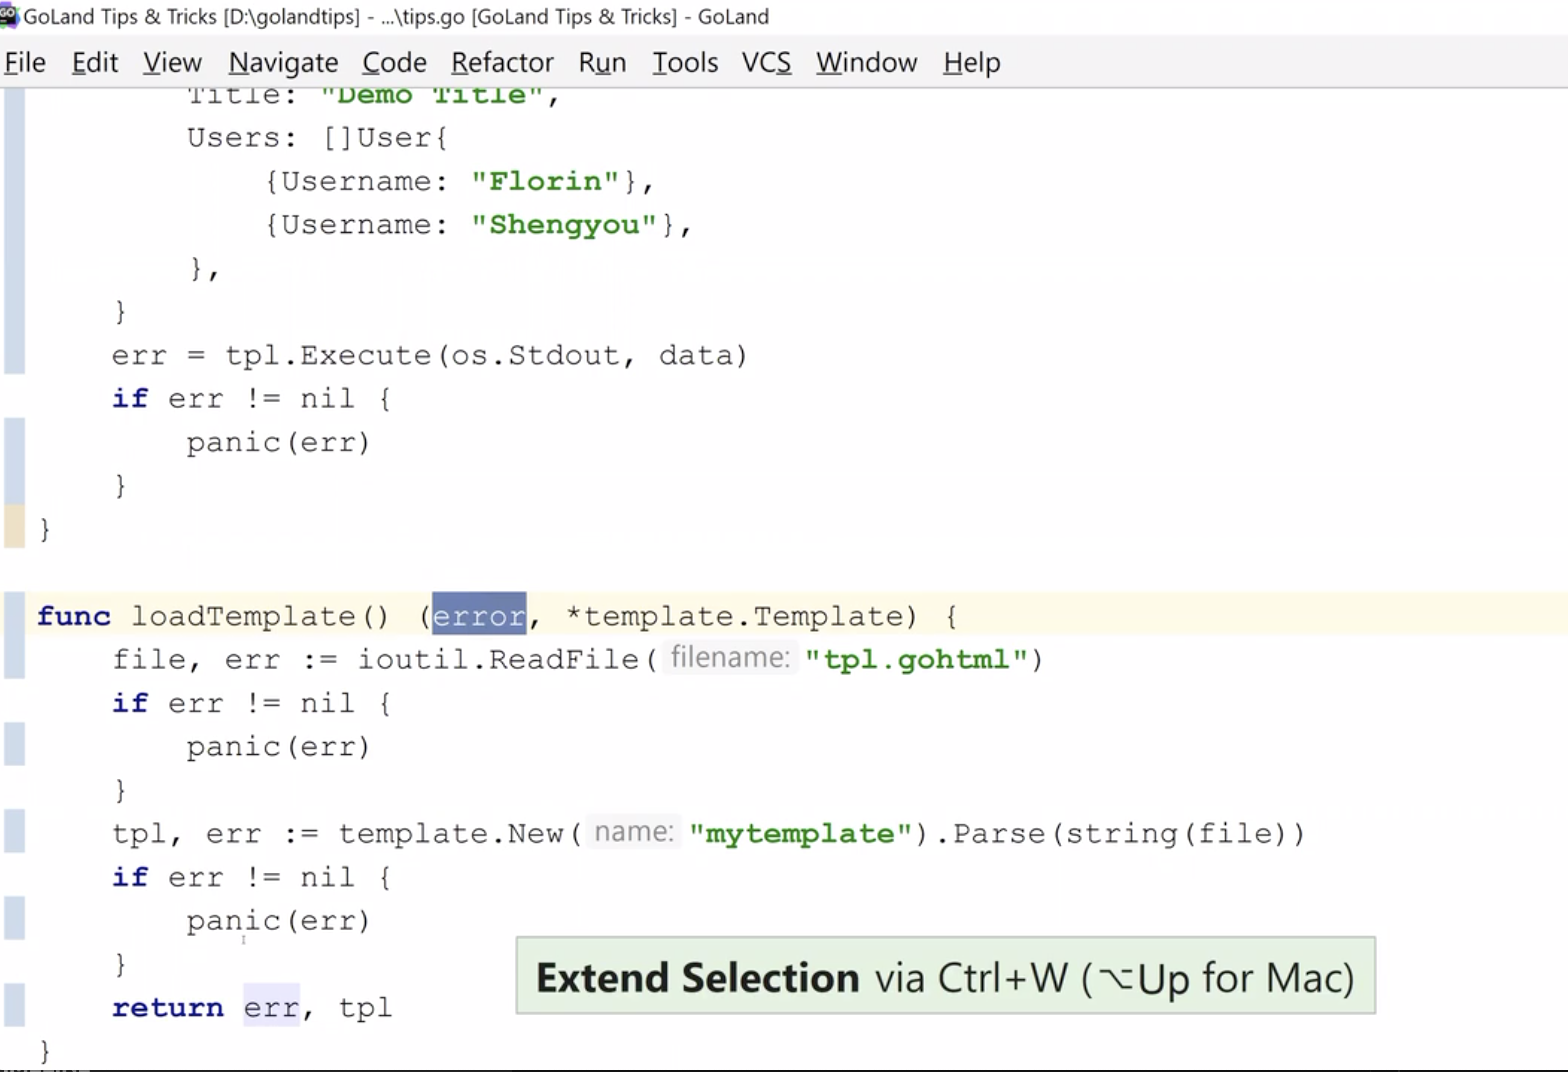 GoLand Tips & Tricks [D:\golandtips] - ...\tips.go [GoLand Tips & Tricks] - GoLand
File Edit View Navigate Code Refactor Run Tools VCS Window Help
Title: "Demo Title",
Users: []User{
{Username: "Florin"},
{Username: "Shengyou"},
},
}
err = tpl.Execute(os.Stdout, data)
if err != nil {
panic(err)
}
}
func loadTemplate() (error, *template.Template) {
file, err := ioutil.ReadFile( filename: "tpl.gohtml")
if err != nil {
panic(err)
}
tpl, err := template.New( name: "mytemplate").Parse(string(file))
if err != nil {
panic(err)
}
return err, tpl
}
Extend Selection via Ctrl+W (⌥Up for Mac)